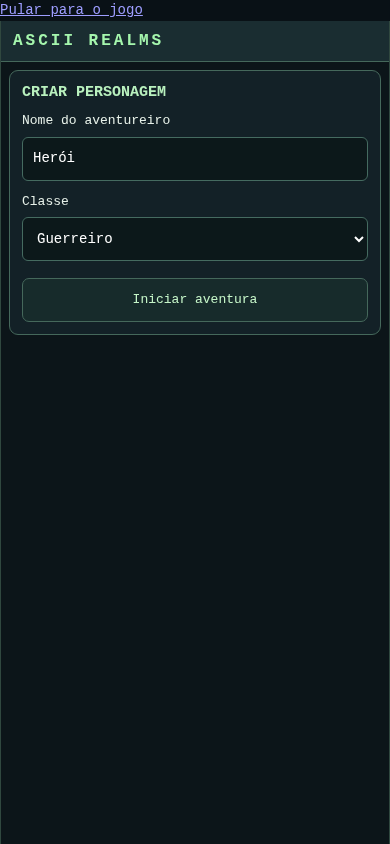 Pular para o jogo
ASCII REALMS
CRIAR PERSONAGEM
Nome do aventureiro
Herói
Classe
Guerreiro
Iniciar aventura